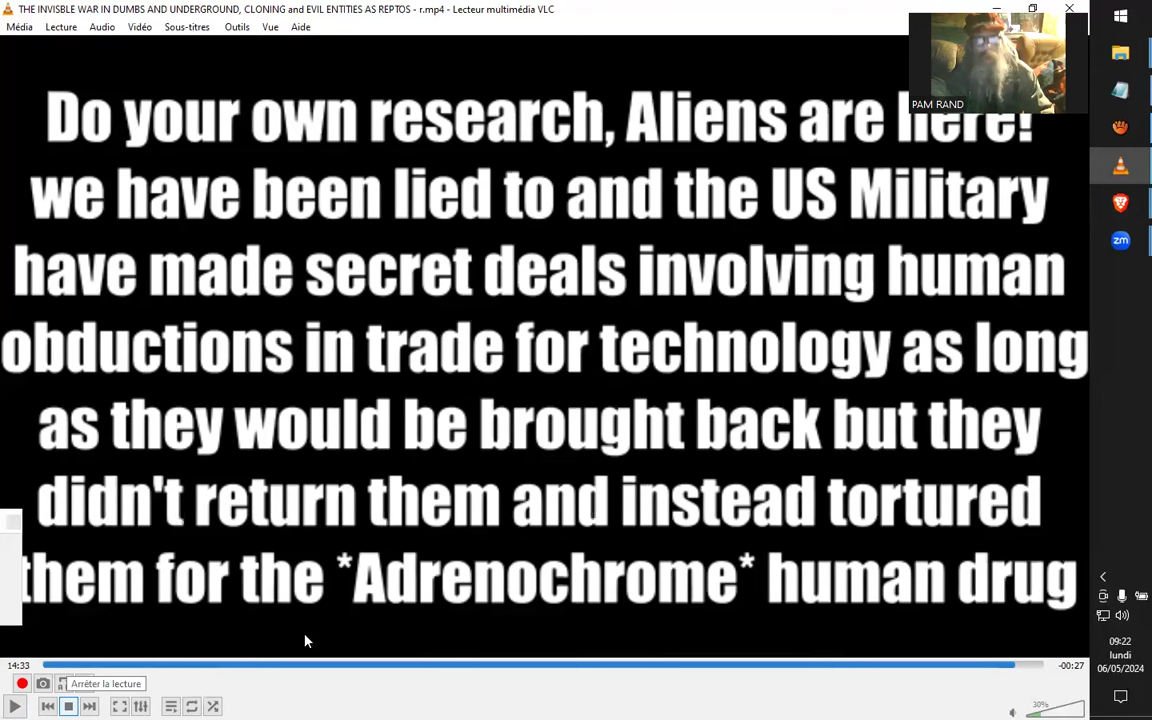 THE INVISBLE WAR IN DUMBS AND UNDERGROUND, CLONING and EVIL ENTITIES AS REPTOS - r.mp4 - Lecteur multimédia VLC
Média Lecture Audio Vidéo Sous-titres Outils Vue Aide
PAM RAND
Do your own research, Aliens are here!
we have been lied to and the US Military
have made secret deals involving human
obductions in trade for technology as long
as they would be brought back but they
didn't return them and instead tortured
them for the *Adrenochrome* human drug
zm
14:33
-00:27
Arrêter la lecture
30%
09:22
lundi
06/05/2024